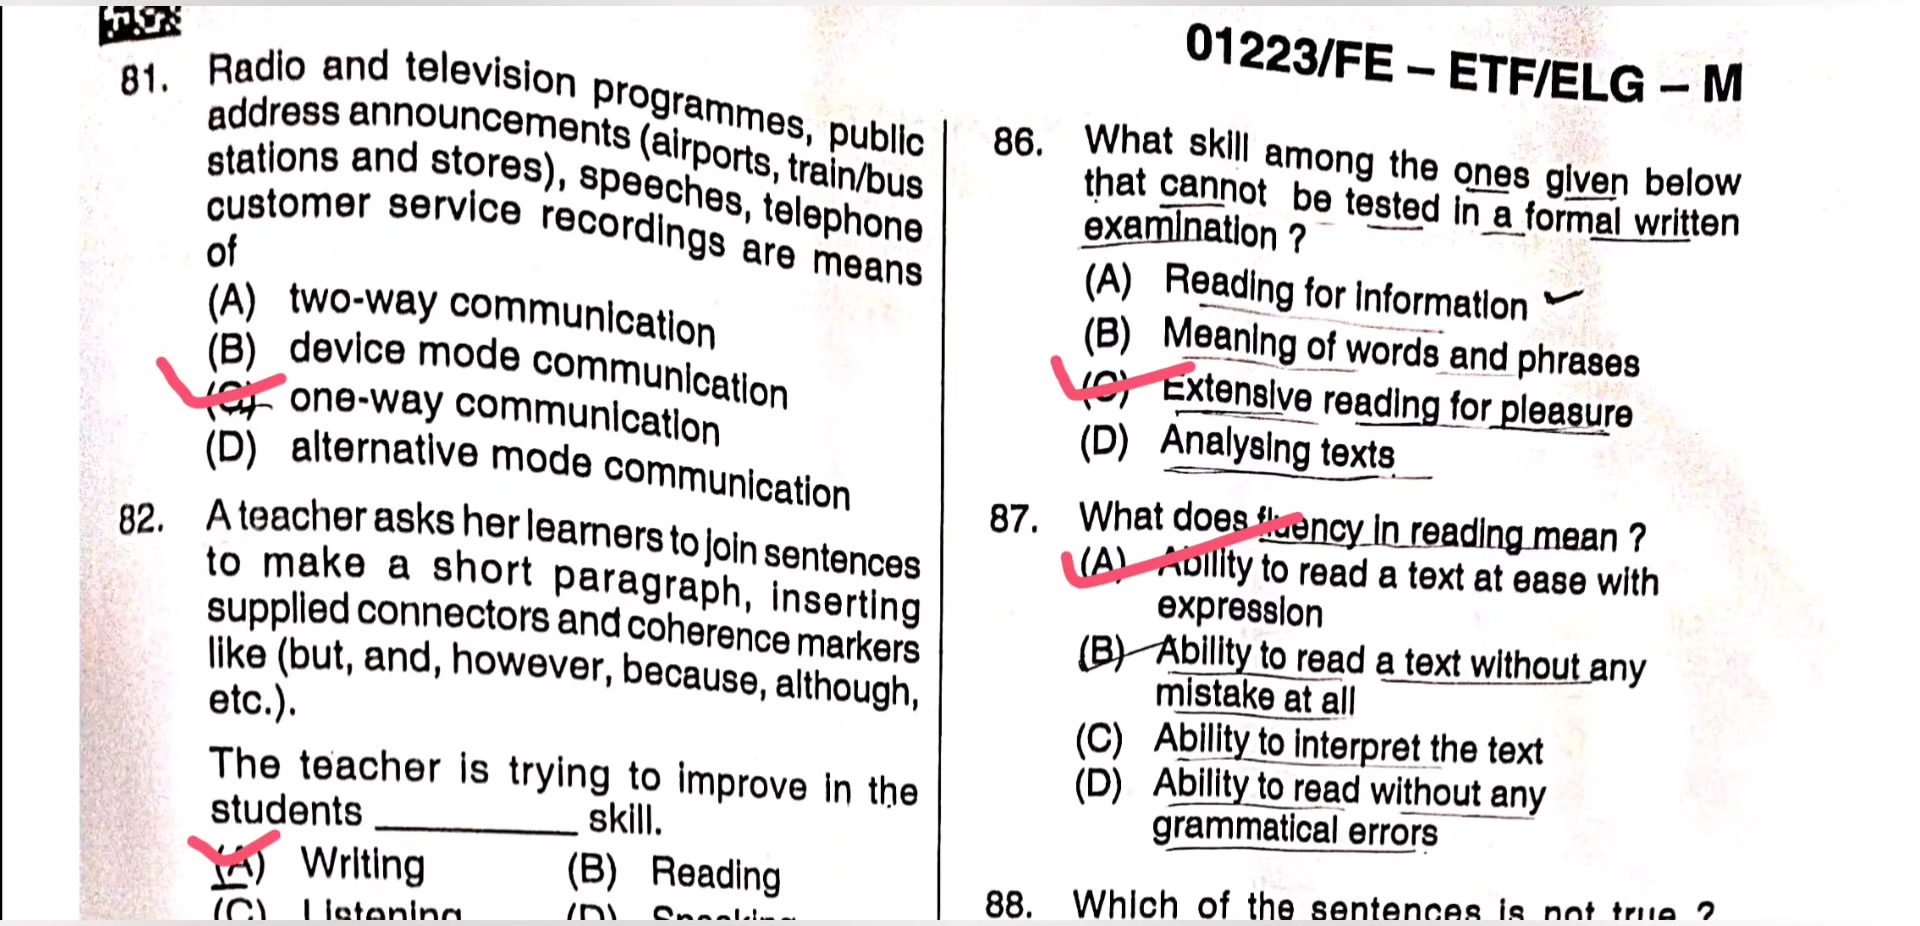 01223/FE – ETF/ELG – M
81. Radio and television programmes, public
address announcements (airports, train/bus
stations and stores), speeches, telephone
customer service recordings are means
of
(A) two-way communication
(B) device mode communication
(C) one-way communication
(D) alternative mode communication
82. A teacher asks her learners to join sentences
to make a short paragraph, inserting
supplied connectors and coherence markers
like (but, and, however, because, although,
etc.).
The teacher is trying to improve in the
students __________ skill.
(A) Writing (B) Reading
(C) Listening (D) Speaking
86. What skill among the ones given below
that cannot be tested in a formal written
examination ?
(A) Reading for information
(B) Meaning of words and phrases
(C) Extensive reading for pleasure
(D) Analysing texts
87. What does fluency in reading mean ?
(A) Ability to read a text at ease with
expression
(B) Ability to read a text without any
mistake at all
(C) Ability to interpret the text
(D) Ability to read without any
grammatical errors
88. Which of the sentences is not true ?